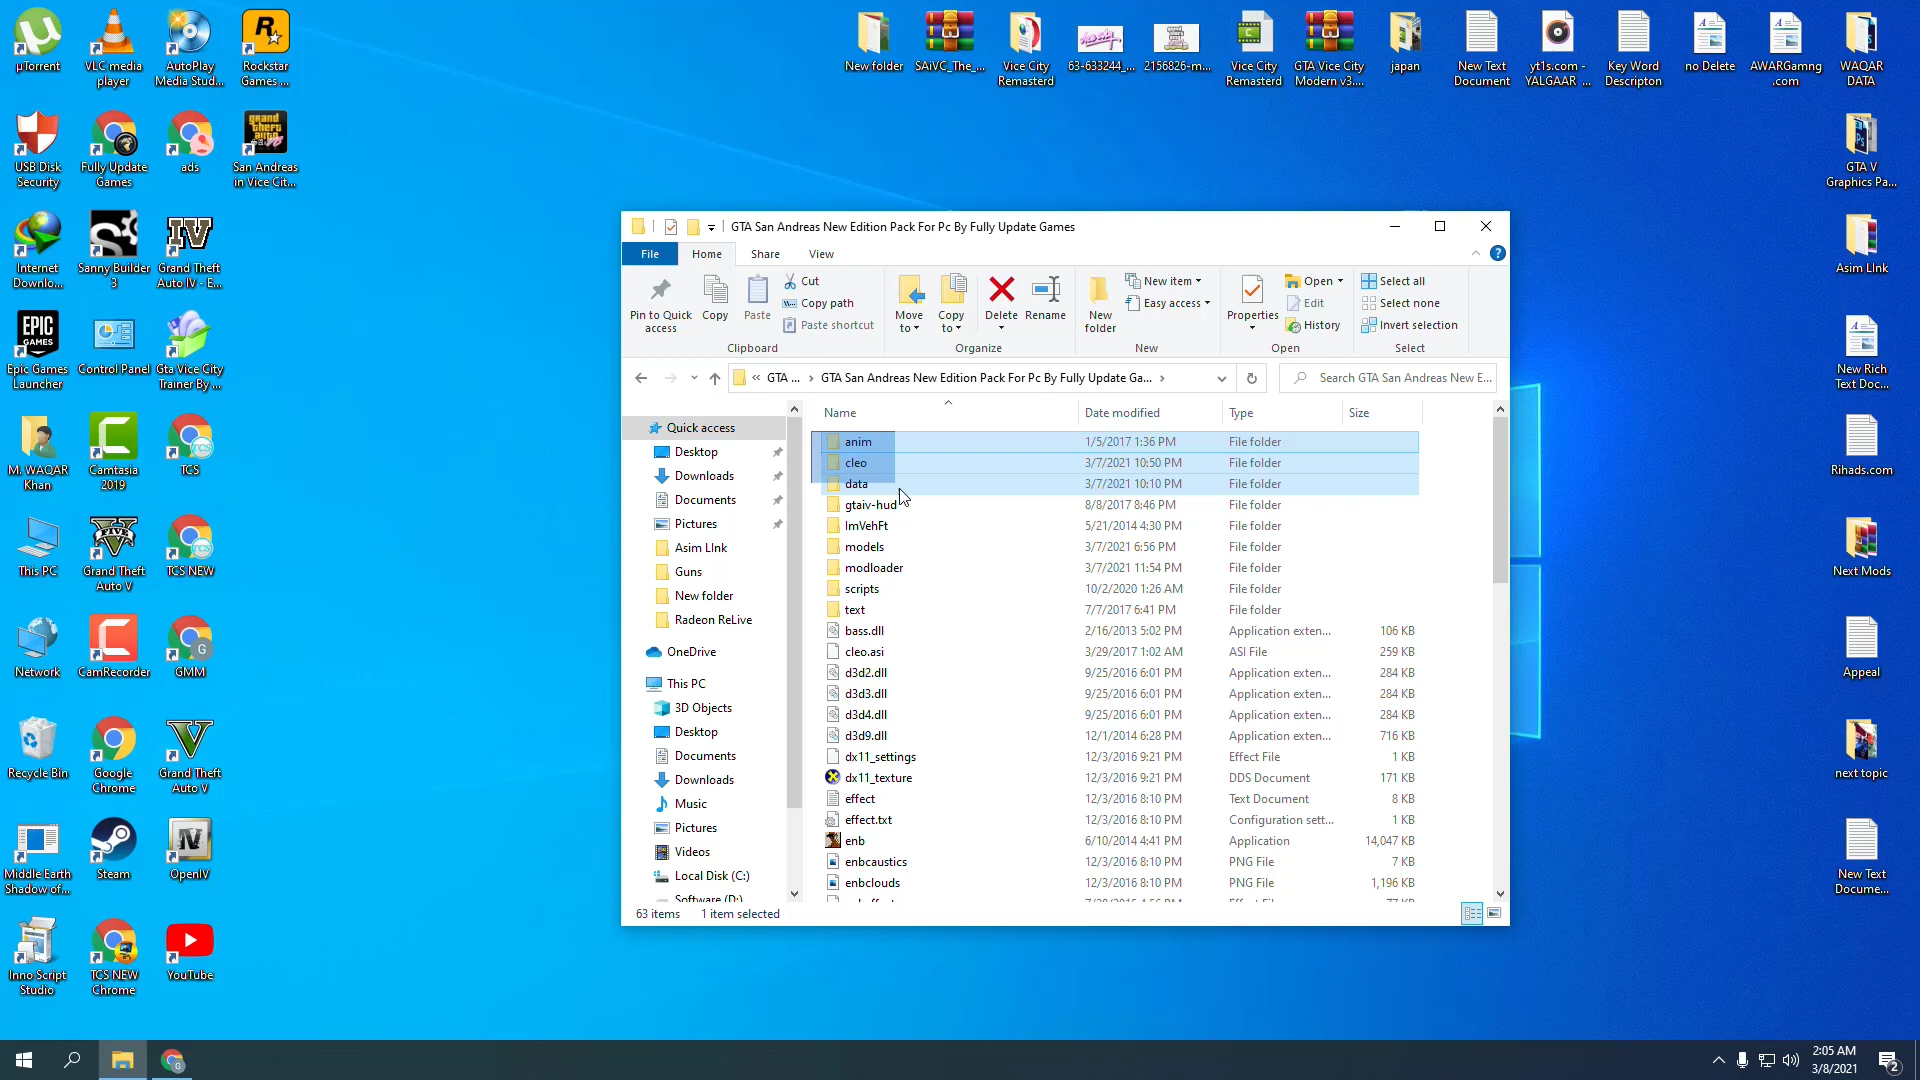 µTorrent
VLC media
player
AutoPlay
Media Stud...
Rockstar
Games ...
New folder
SAiVC_The_...
Vice City
Remasterd
63-633244_...
2156826-m...
Vice City
Remasterd
GTA Vice City
Modern v3....
japan
New Text
Document
yt1s.com -
YALGAAR _...
Key Word
Descripton
no Delete
AWARGamng
.com
WAQAR
DATA
USB Disk
Security
Fully Update
Games
ads
San Andreas
in Vice Cit...
GTA V
Graphics Pa...
Internet
Downlo...
Sanny Builder
3
Grand Theft
Auto IV - E...
Asim LInk
Epic Games
Launcher
Control Panel
Gta Vice City
Trainer By ...
New Rich
Text Doc...
M. WAQAR
Khan
Camtasia
2019
TCS
Rihads.com
This PC
Grand Theft
Auto V
TCS NEW
Next Mods
Network
CamRecorder
GMM
Appeal
Recycle Bin
Google
Chrome
Grand Theft
Auto V
next topic
Middle Earth
Shadow of...
Steam
OpenIV
New Text
Docume...
Inno Script
Studio
TCS NEW
Chrome
YouTube
GTA San Andreas New Edition Pack For Pc By Fully Update Games
File Home Share View
Pin to Quick
access
Copy
Paste
Cut
Copy path
Paste shortcut
Clipboard
Move
to
Copy
to
Delete
Rename
Organize
New
folder
New item
Easy access
New
Properties
Open
Edit
History
Open
Select all
Select none
Invert selection
Select
« GTA ... › GTA San Andreas New Edition Pack For Pc By Fully Update Ga... ›
Search GTA San Andreas New E...
Quick access
Desktop
Downloads
Documents
Pictures
Asim LInk
Guns
New folder
Radeon ReLive
OneDrive
This PC
3D Objects
Desktop
Documents
Downloads
Music
Pictures
Videos
Local Disk (C:)
Software (D:)
Name Date modified Type Size
anim 1/5/2017 1:36 PM File folder
cleo 3/7/2021 10:50 PM File folder
data 3/7/2021 10:10 PM File folder
gtaiv-hud 8/8/2017 8:46 PM File folder
ImVehFt 5/21/2014 4:30 PM File folder
models 3/7/2021 6:56 PM File folder
modloader 3/7/2021 11:54 PM File folder
scripts 10/2/2020 1:26 AM File folder
text 7/7/2017 6:41 PM File folder
bass.dll 2/16/2013 5:02 PM Application exten... 106 KB
cleo.asi 3/29/2017 1:02 AM ASI File 259 KB
d3d2.dll 9/25/2016 6:01 PM Application exten... 284 KB
d3d3.dll 9/25/2016 6:01 PM Application exten... 284 KB
d3d4.dll 9/25/2016 6:01 PM Application exten... 284 KB
d3d9.dll 12/1/2014 6:28 PM Application exten... 716 KB
dx11_settings 12/3/2016 9:21 PM Effect File 1 KB
dx11_texture 12/3/2016 9:21 PM DDS Document 171 KB
effect 12/3/2016 8:10 PM Text Document 8 KB
effect.txt 12/3/2016 8:10 PM Configuration sett... 1 KB
enb 6/10/2014 4:41 PM Application 14,047 KB
enbcaustics 12/3/2016 8:10 PM PNG File 7 KB
enbclouds 12/3/2016 8:10 PM PNG File 1,196 KB
63 items 1 item selected
2:05 AM
3/8/2021
2